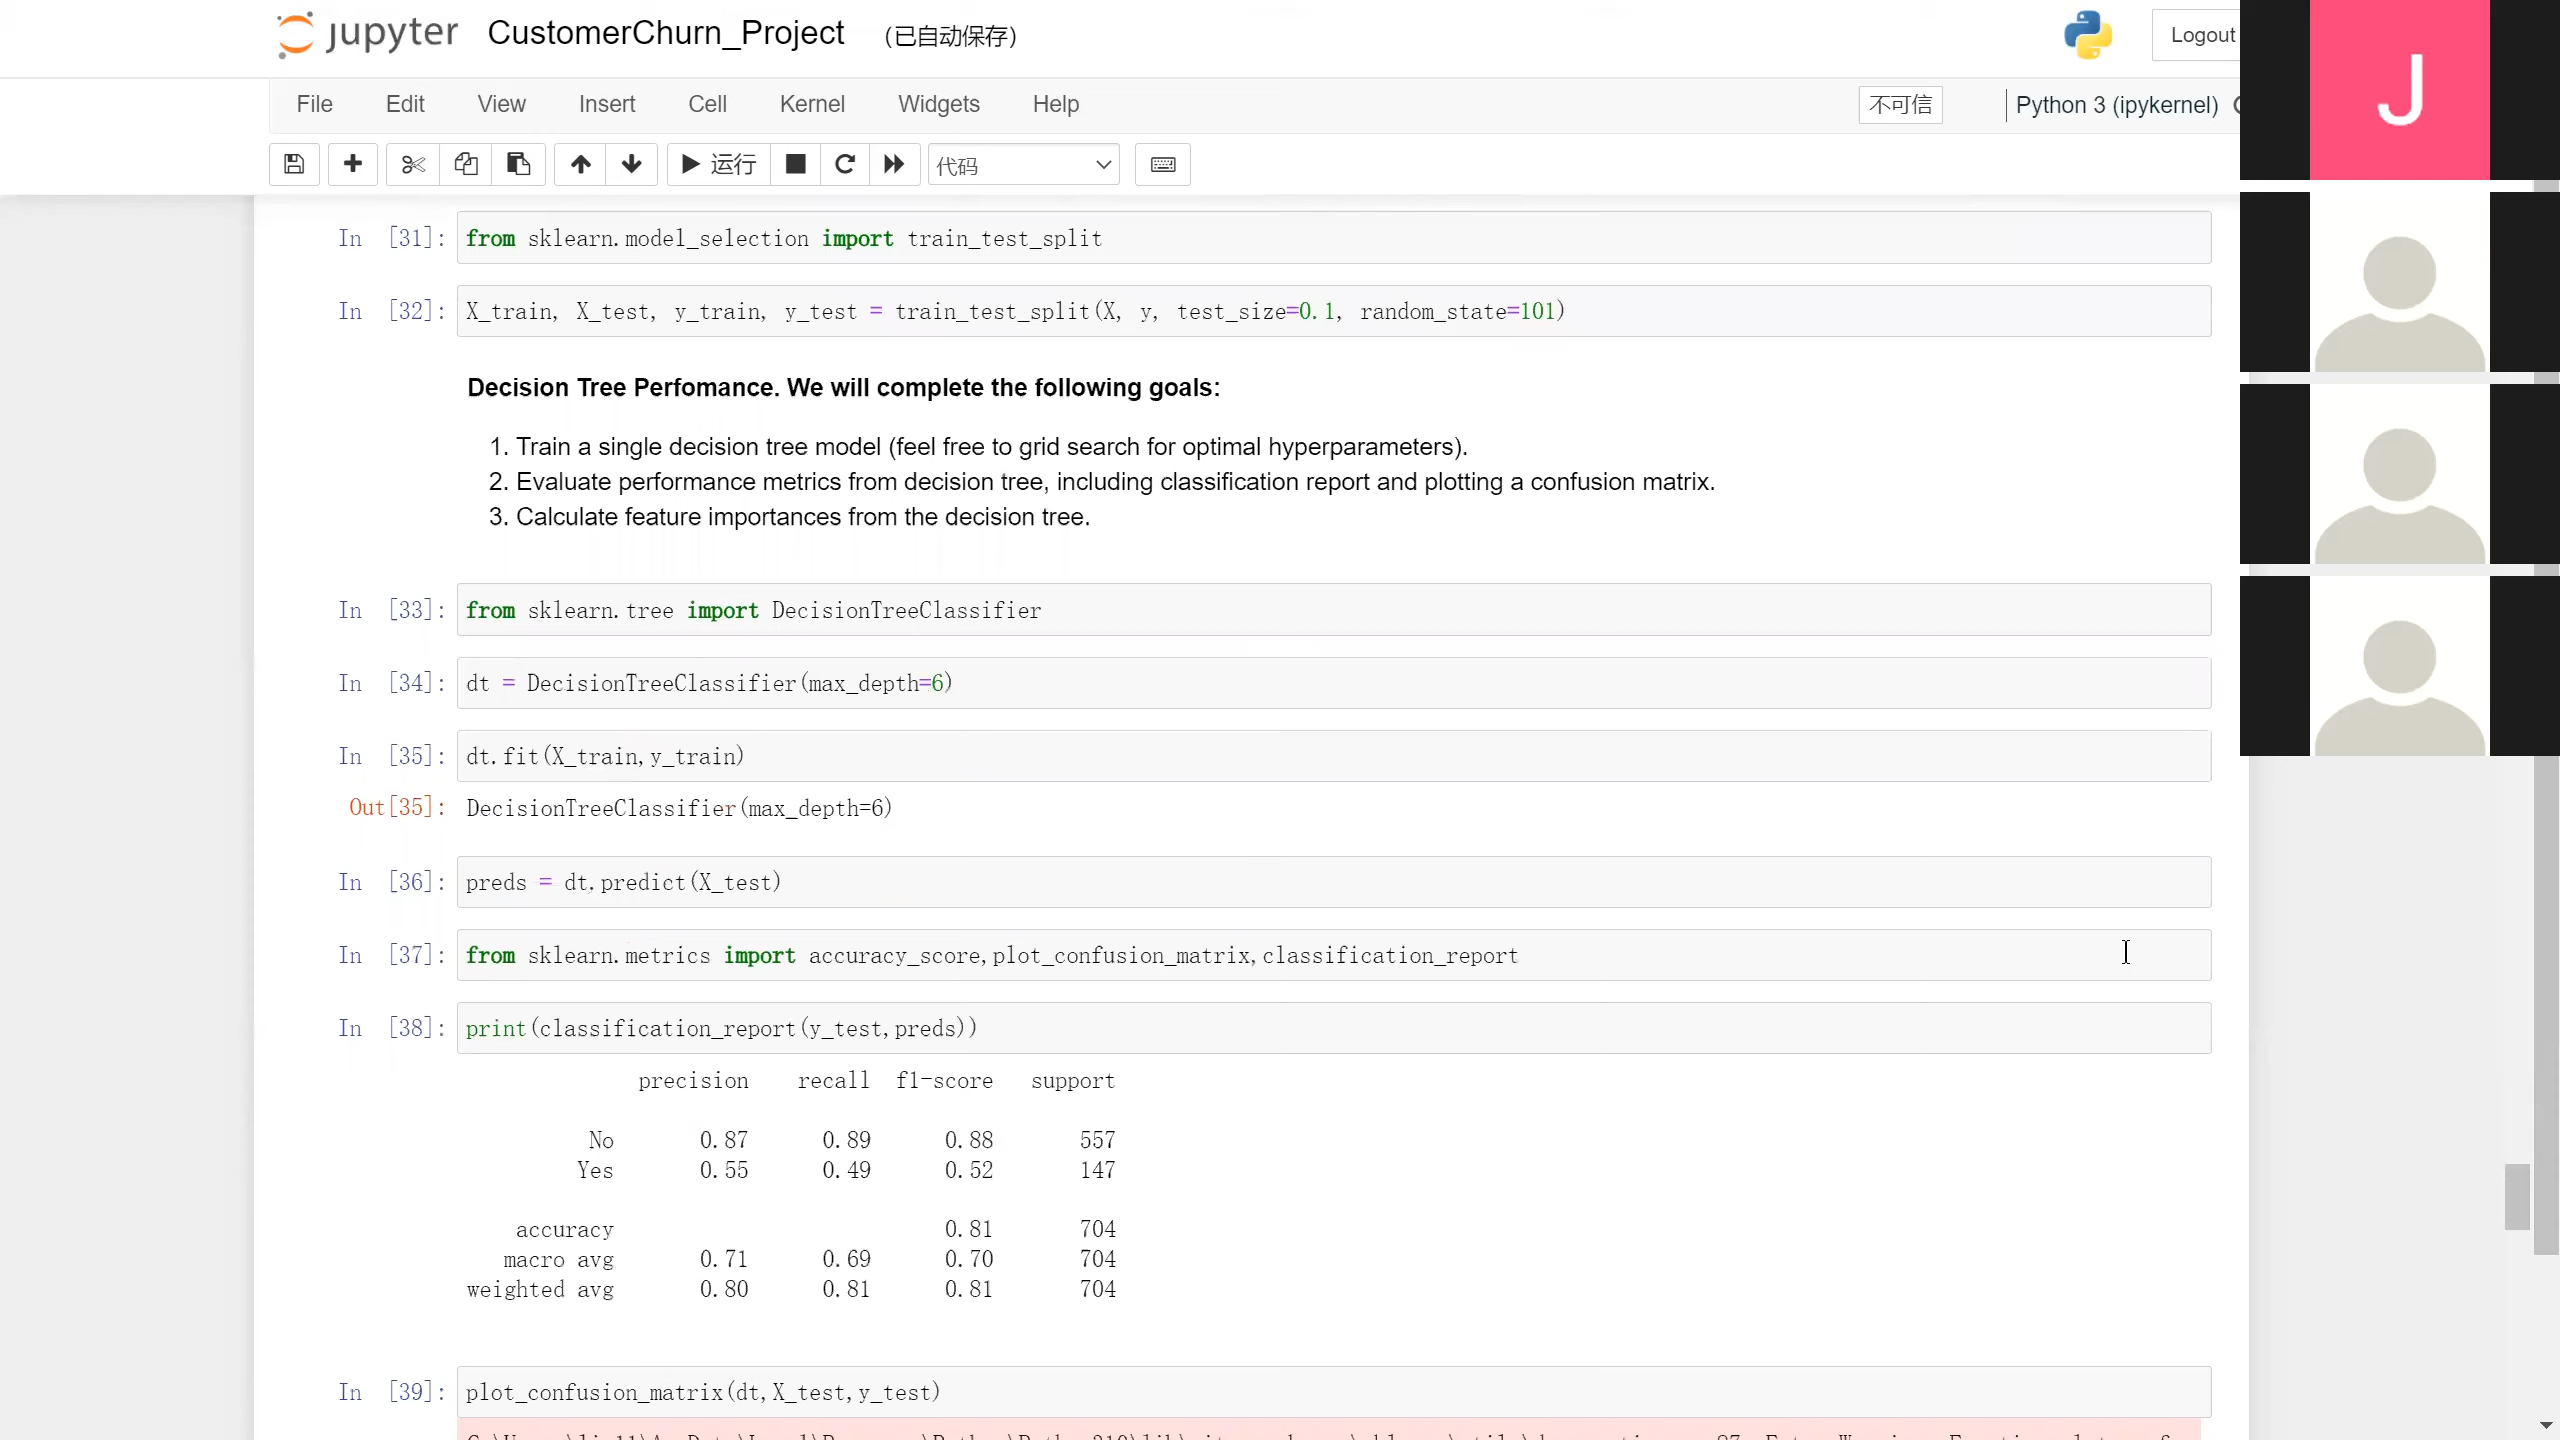 jupyter CustomerChurn_Project (已自动保存) Logout
File Edit View Insert Cell Kernel Widgets Help 不可信 Python 3 (ipykernel)
运行 代码
J
In [31]: from sklearn.model_selection import train_test_split
In [32]: X_train, X_test, y_train, y_test = train_test_split(X, y, test_size=0.1, random_state=101)
Decision Tree Perfomance. We will complete the following goals:
1. Train a single decision tree model (feel free to grid search for optimal hyperparameters).
2. Evaluate performance metrics from decision tree, including classification report and plotting a confusion matrix.
3. Calculate feature importances from the decision tree.
In [33]: from sklearn.tree import DecisionTreeClassifier
In [34]: dt = DecisionTreeClassifier(max_depth=6)
In [35]: dt.fit(X_train,y_train)
Out[35]: DecisionTreeClassifier(max_depth=6)
In [36]: preds = dt.predict(X_test)
In [37]: from sklearn.metrics import accuracy_score,plot_confusion_matrix,classification_report
In [38]: print(classification_report(y_test,preds))
precision recall f1-score support
No 0.87 0.89 0.88 557
Yes 0.55 0.49 0.52 147
accuracy 0.81 704
macro avg 0.71 0.69 0.70 704
weighted avg 0.80 0.81 0.81 704
In [39]: plot_confusion_matrix(dt,X_test,y_test)